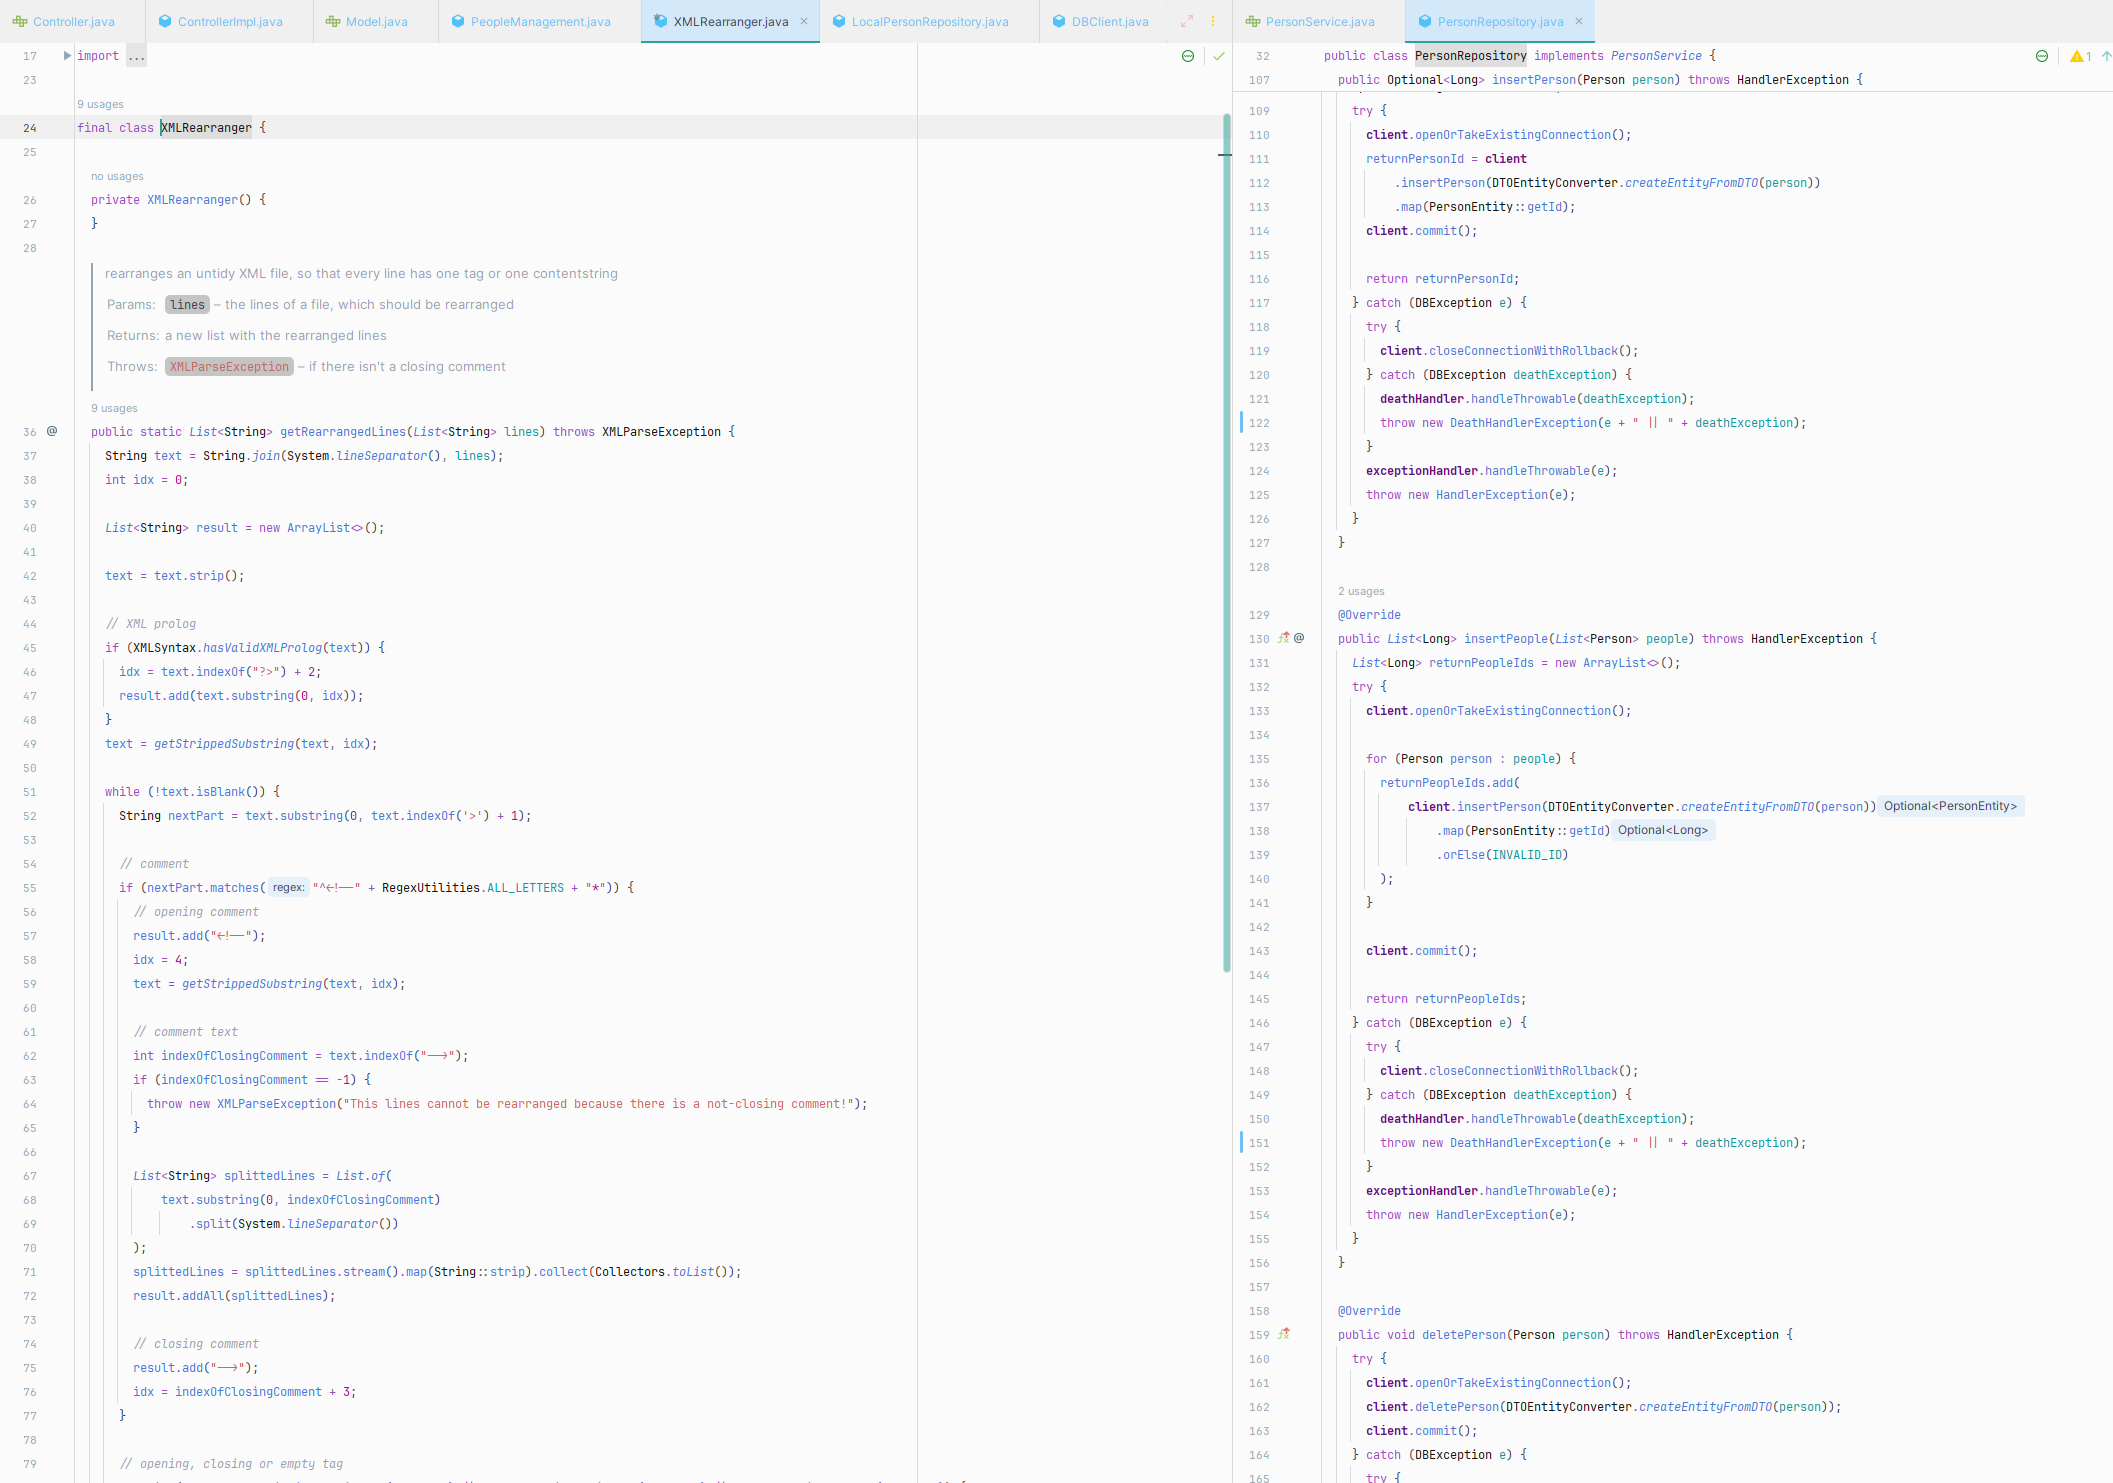 Controller.java
ControllerImpl.java
Model.java
PeopleManagement.java
XMLRearranger.java
LocalPersonRepository.java
DBClient.java
17 import ...
23
9 usages
24 final class XMLRearranger {
25
no usages
26 private XMLRearranger() {
27 }
28
rearranges an untidy XML file, so that every line has one tag or one contentstring
Params: lines – the lines of a file, which should be rearranged
Returns: a new list with the rearranged lines
Throws: XMLParseException – if there isn't a closing comment
9 usages
36 @ public static List<String> getRearrangedLines(List<String> lines) throws XMLParseException {
37 String text = String.join(System.lineSeparator(), lines);
38 int idx = 0;
39
40 List<String> result = new ArrayList<>();
41
42 text = text.strip();
43
44 // XML prolog
45 if (XMLSyntax.hasValidXMLProlog(text)) {
46 idx = text.indexOf("?>") + 2;
47 result.add(text.substring(0, idx));
48 }
49 text = getStrippedSubstring(text, idx);
50
51 while (!text.isBlank()) {
52 String nextPart = text.substring(0, text.indexOf('>') + 1);
53
54 // comment
55 if (nextPart.matches( regex: "^<!--" + RegexUtilities.ALL_LETTERS + "*")) {
56 // opening comment
57 result.add("<!--");
58 idx = 4;
59 text = getStrippedSubstring(text, idx);
60
61 // comment text
62 int indexOfClosingComment = text.indexOf("-->");
63 if (indexOfClosingComment == -1) {
64 throw new XMLParseException("This lines cannot be rearranged because there is a not-closing comment!");
65 }
66
67 List<String> splittedLines = List.of(
68 text.substring(0, indexOfClosingComment)
69 .split(System.lineSeparator())
70 );
71 splittedLines = splittedLines.stream().map(String::strip).collect(Collectors.toList());
72 result.addAll(splittedLines);
73
74 // closing comment
75 result.add("-->");
76 idx = indexOfClosingComment + 3;
77 }
78
79 // opening, closing or empty tag
PersonService.java
PersonRepository.java
1
32 public class PersonRepository implements PersonService {
107 public Optional<Long> insertPerson(Person person) throws HandlerException {
109 try {
110 client.openOrTakeExistingConnection();
111 returnPersonId = client
112 .insertPerson(DTOEntityConverter.createEntityFromDTO(person))
113 .map(PersonEntity::getId);
114 client.commit();
115
116 return returnPersonId;
117 } catch (DBException e) {
118 try {
119 client.closeConnectionWithRollback();
120 } catch (DBException deathException) {
121 deathHandler.handleThrowable(deathException);
122 throw new DeathHandlerException(e + " || " + deathException);
123 }
124 exceptionHandler.handleThrowable(e);
125 throw new HandlerException(e);
126 }
127 }
128
2 usages
129 @Override
130 @ public List<Long> insertPeople(List<Person> people) throws HandlerException {
131 List<Long> returnPeopleIds = new ArrayList<>();
132 try {
133 client.openOrTakeExistingConnection();
134
135 for (Person person : people) {
136 returnPeopleIds.add(
137 client.insertPerson(DTOEntityConverter.createEntityFromDTO(person)) Optional<PersonEntity>
138 .map(PersonEntity::getId) Optional<Long>
139 .orElse(INVALID_ID)
140 );
141 }
142
143 client.commit();
144
145 return returnPeopleIds;
146 } catch (DBException e) {
147 try {
148 client.closeConnectionWithRollback();
149 } catch (DBException deathException) {
150 deathHandler.handleThrowable(deathException);
151 throw new DeathHandlerException(e + " || " + deathException);
152 }
153 exceptionHandler.handleThrowable(e);
154 throw new HandlerException(e);
155 }
156 }
157
158 @Override
159 public void deletePerson(Person person) throws HandlerException {
160 try {
161 client.openOrTakeExistingConnection();
162 client.deletePerson(DTOEntityConverter.createEntityFromDTO(person));
163 client.commit();
164 } catch (DBException e) {
165 try {